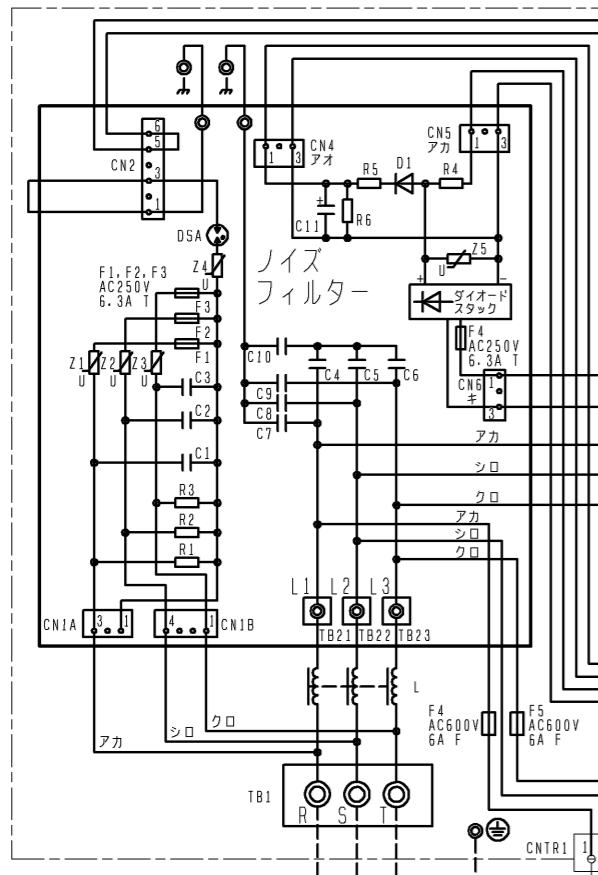 6
5
CN2
3
1
CN4
アオ
1
3
CN5
アカ
1
3
R5
D1
R4
+
C11
R6
DSA
Z4
U
ノイズ
フィルター
Z5
U
+
-
ダイオード
スタック
F1,F2,F3
AC250V
6.3A T
F3
F2
F1
F4
AC250V
6.3A T
Z1
U
Z2
U
Z3
U
C10
C4
C5
C6
CN6
キ
1
3
C3
C9
C8
C7
C2
アカ
C1
シロ
R3
クロ
R2
アカ
シロ
R1
クロ
L1
L2
L3
CN1A
3
1
4
1
CN1B
TB21
TB22
TB23
L
F4
AC600V
6A F
F5
AC600V
6A F
アカ
シロ
クロ
TB1
R
S
T
CNTR1
1